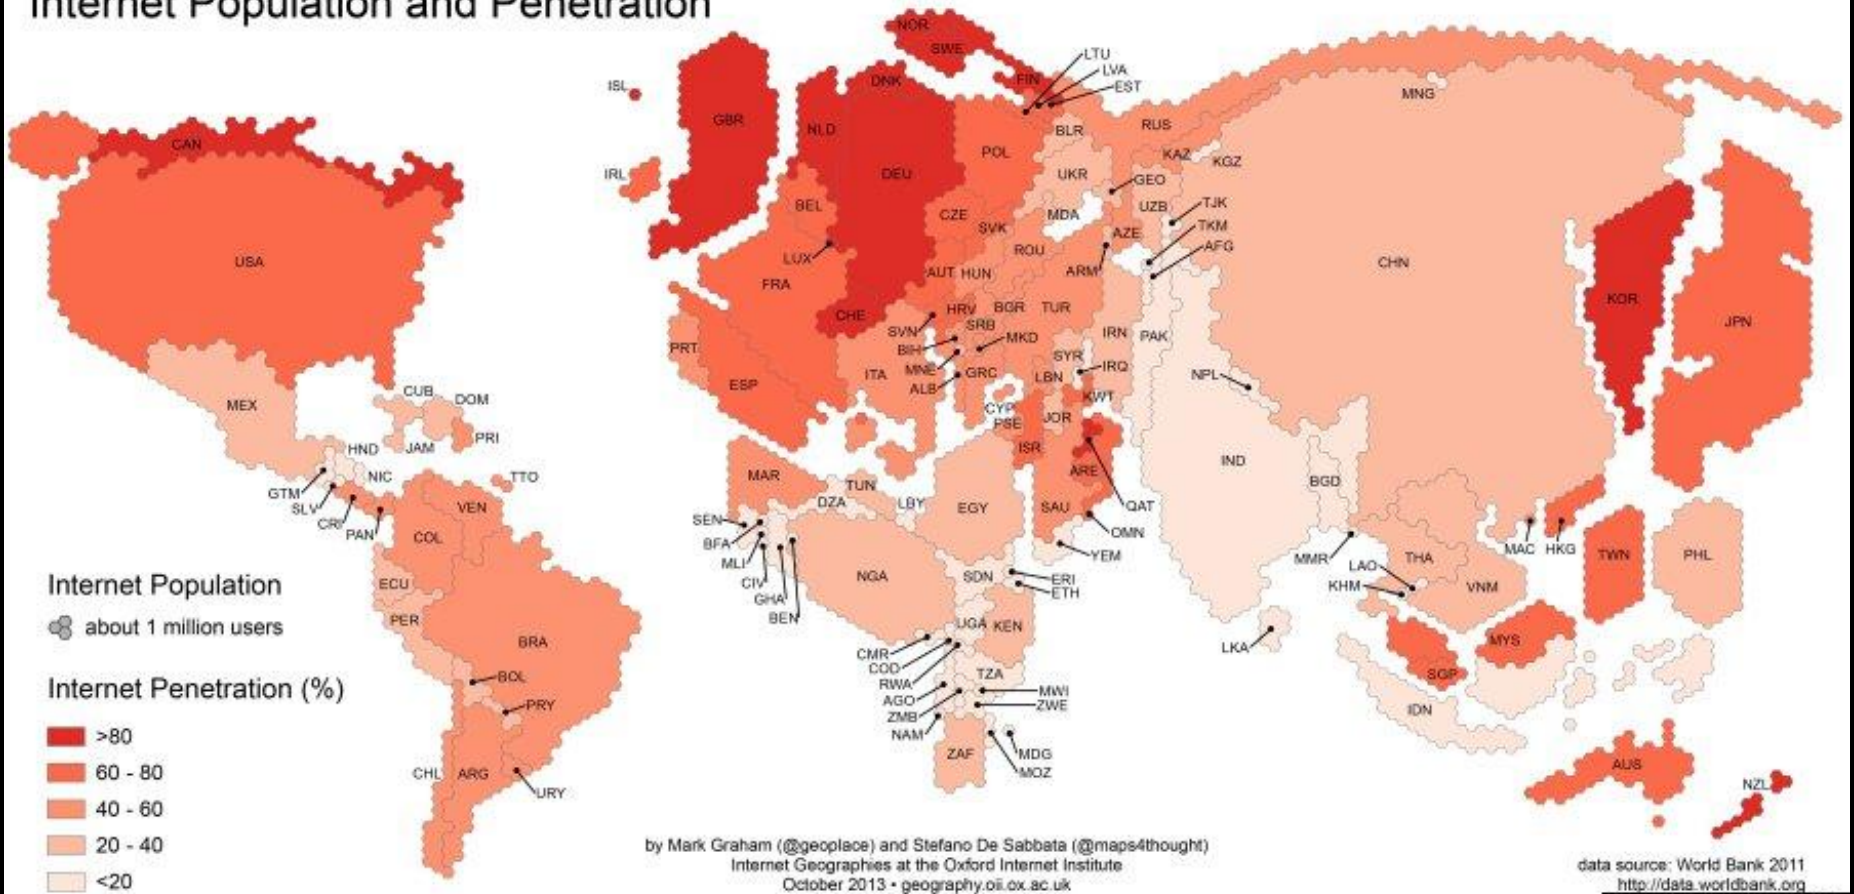 Internet Population and Penetration
NOR
SWE
FIN
LTU
LVA
EST
ISL
GBR
IRL
DNK
NLD
DEU
BEL
LUX
FRA
CHE
PRT
ESP
POL
CZE
SVK
AUT
HUN
ROU
BLR
UKR
MDA
RUS
KAZ
KGZ
MNG
GEO
UZB
TJK
TKM
AFG
AZE
ARM
HRV
BGR
TUR
SVN
SRB
BIH
MKD
MNE
ALB
GRC
ITA
SYR
IRN
PAK
LBN
IRQ
CYP
PSE
JOR
KWT
ISR
ARE
SAU
QAT
OMN
YEM
CHN
KOR
JPN
NPL
IND
BGD
CAN
USA
MEX
CUB
DOM
JAM
PRI
HND
NIC
GTM
SLV
CRI
PAN
TTO
VEN
COL
ECU
PER
BRA
BOL
PRY
CHL
ARG
URY
MAR
TUN
DZA
LBY
EGY
SEN
BFA
MLI
CIV
GHA
BEN
NGA
SDN
ERI
ETH
UGA
KEN
CMR
COD
RWA
TZA
AGO
MWI
ZMB
ZWE
NAM
ZAF
MDG
MOZ
MMR
LAO
THA
KHM
VNM
MAC
HKG
TWN
PHL
LKA
MYS
SGP
IDN
AUS
NZL
Internet Population
about 1 million users
Internet Penetration (%)
>80
60 - 80
40 - 60
20 - 40
<20
by Mark Graham (@geoplace) and Stefano De Sabbata (@maps4thought)
Internet Geographies at the Oxford Internet Institute
October 2013 • geography.oii.ox.ac.uk
data source: World Bank 2011
http://data.worldbank.org